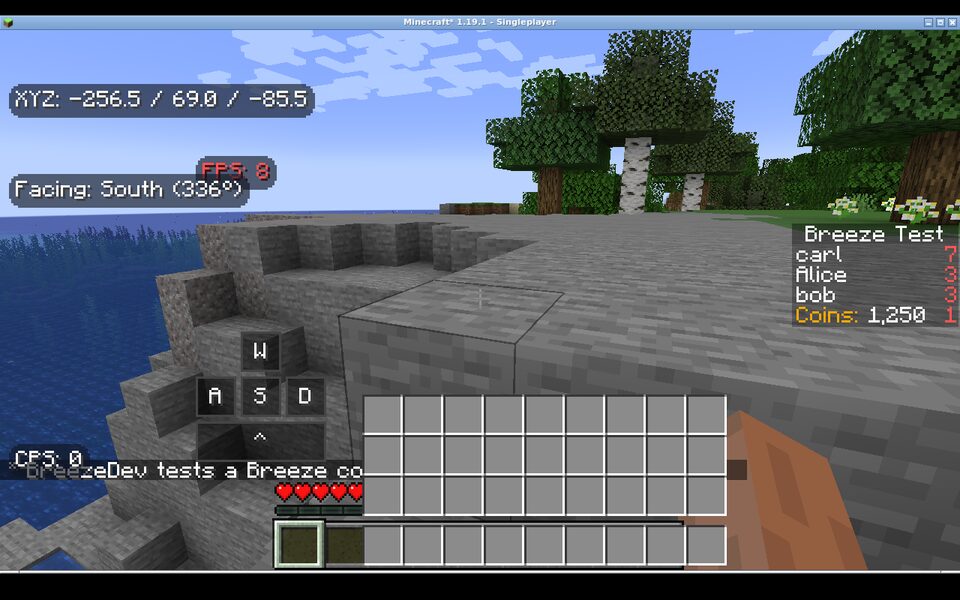 Minecraft* 1.19.1 - Singleplayer
XYZ: -256.5 / 69.0 / -85.5
FPS: 8
Facing: South (336°)
Breeze Test
carl 7
Alice 3
bob 3
Coins: 1,250 1
W
A S D
^
CPS: 0
* BreezeDev tests a Breeze co